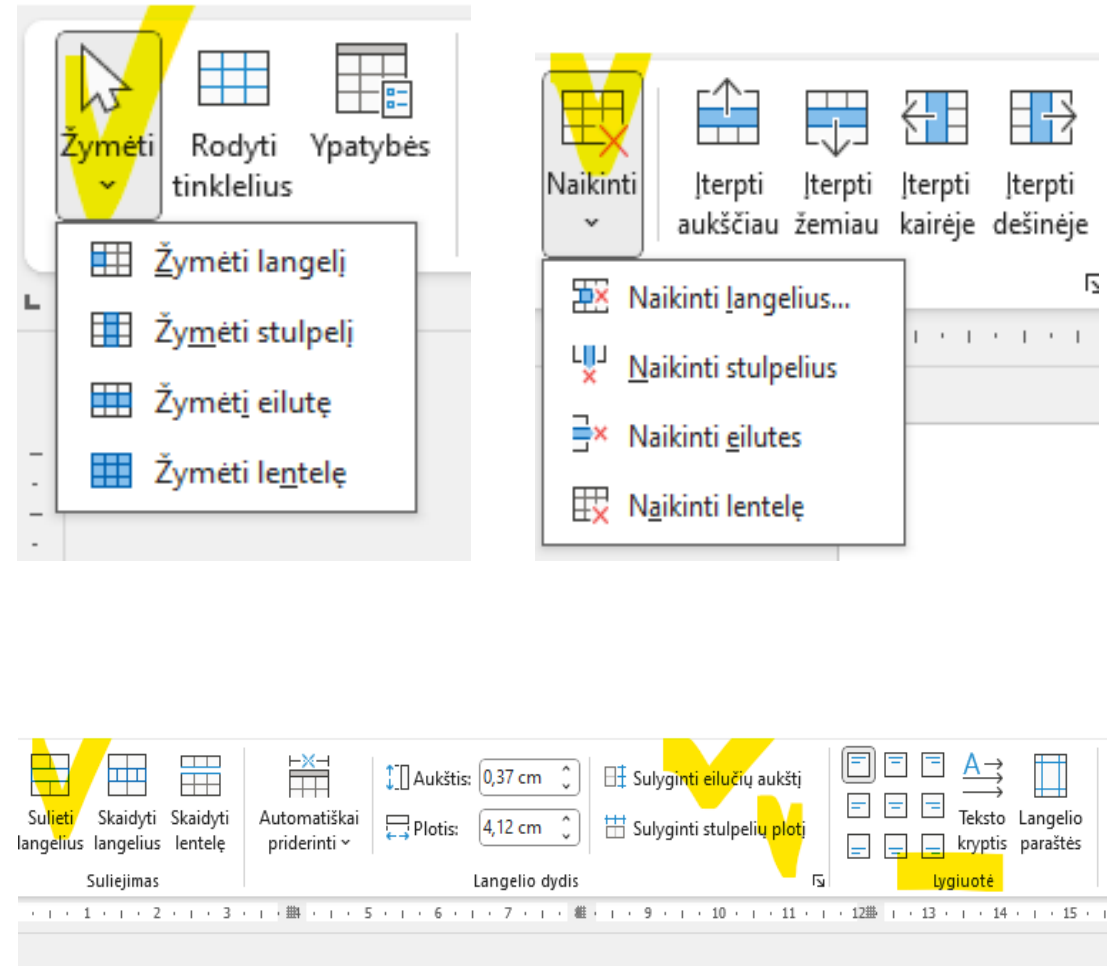 Žymėti
Rodyti tinklelius
Ypatybės
Žymėti langelį
Žymėti stulpelį
Žymėti eilutę
Žymėti lentelę
Naikinti
Įterpti aukščiau
Įterpti žemiau
Įterpti kairėje
Įterpti dešinėje
Naikinti langelius...
Naikinti stulpelius
Naikinti eilutes
Naikinti lentelę
Sulieti langelius
Skaidyti langelius
Skaidyti lentelę
Suliejimas
Automatiškai priderinti
Aukštis: 0,37 cm
Plotis: 4,12 cm
Sulyginti eilučių aukštį
Sulyginti stulpelių plotį
Langelio dydis
Teksto kryptis
Langelio paraštės
Lygiuotė
1 2 3 4 5 6 7 9 10 11 12 13 14 15